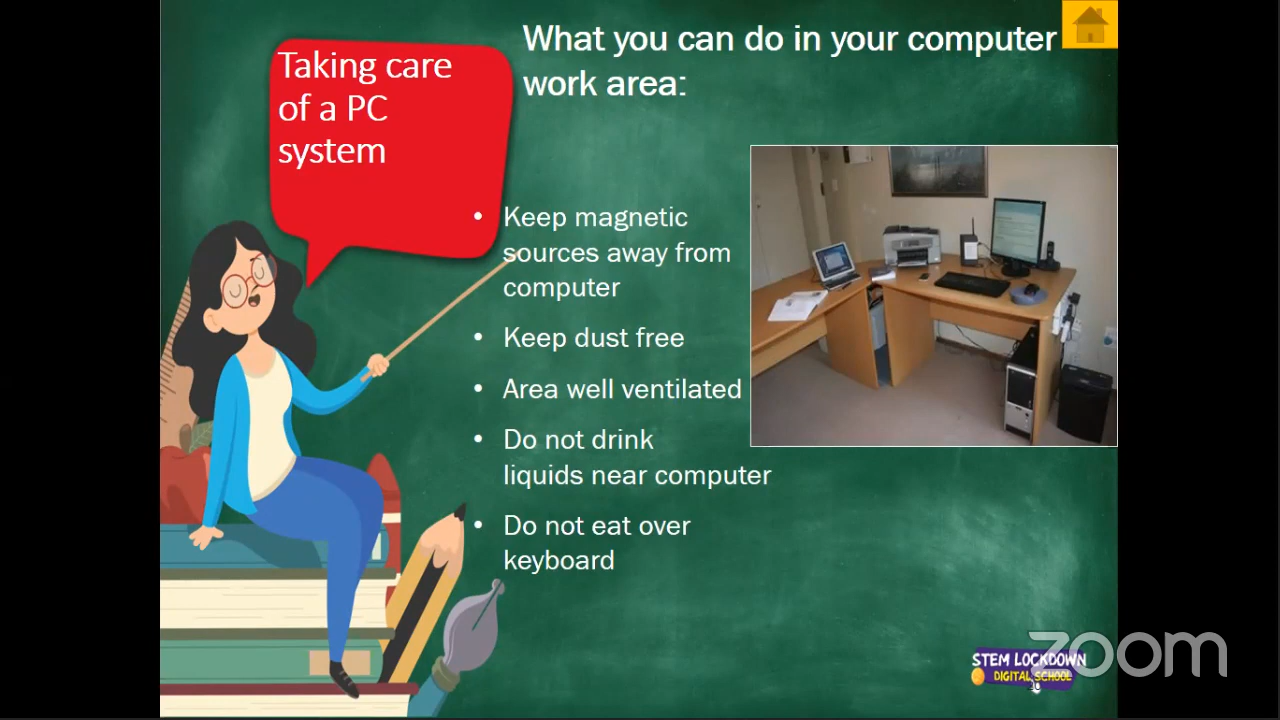 What you can do in your computer
work area:
Taking care
of a PC
system
Keep magnetic
sources away from
computer
Keep dust free
Area well ventilated
Do not drink
liquids near computer
Do not eat over
keyboard
zoom
STEM LOCKDOWN
DIGITAL SCHOOL